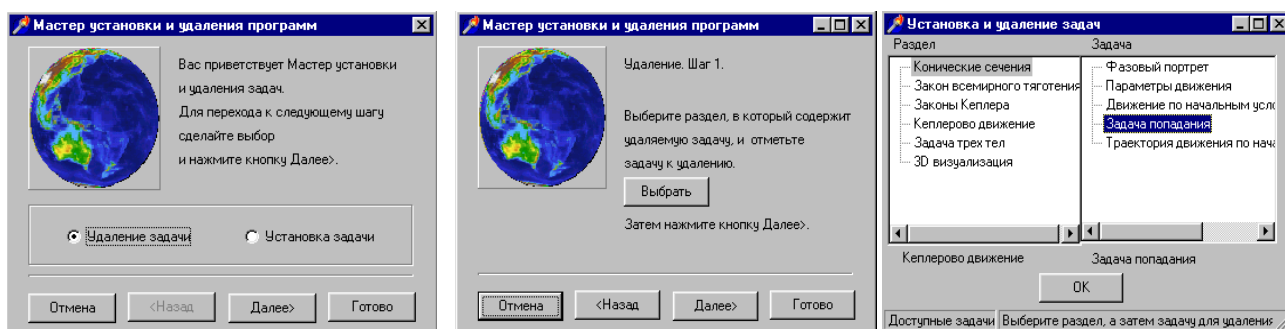 Мастер установки и удаления программ
Вас приветствует Мастер установки
и удаления задач.
Для перехода к следующему шагу
сделайте выбор
и нажмите кнопку Далее>.
Удаление задачи
Установка задачи
Отмена
<Назад
Далее>
Готово
Мастер установки и удаления программ
Удаление. Шаг 1.
Выберите раздел, в который содержит
удаляемую задачу, и отметьте
задачу к удалению.
Выбрать
Затем нажмите кнопку Далее>.
Отмена
<Назад
Далее>
Готово
Установка и удаление задач
Раздел
Конические сечения
Закон всемирного тяготения
Законы Кеплера
Кеплерово движение
Задача трех тел
3D визуализация
Задача
Фазовый портрет
Параметры движения
Движение по начальным усло
Задача попадания
Траектория движения по нача
Кеплерово движение
Задача попадания
OK
Доступные задачи
Выберите раздел, а затем задачу для удаления